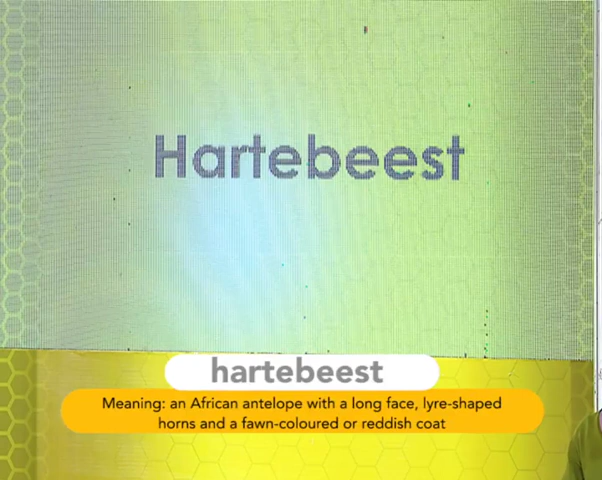 Hartebeest
hartebeest
Meaning: an African antelope with a long face, lyre-shaped
horns and a fawn-coloured or reddish coat